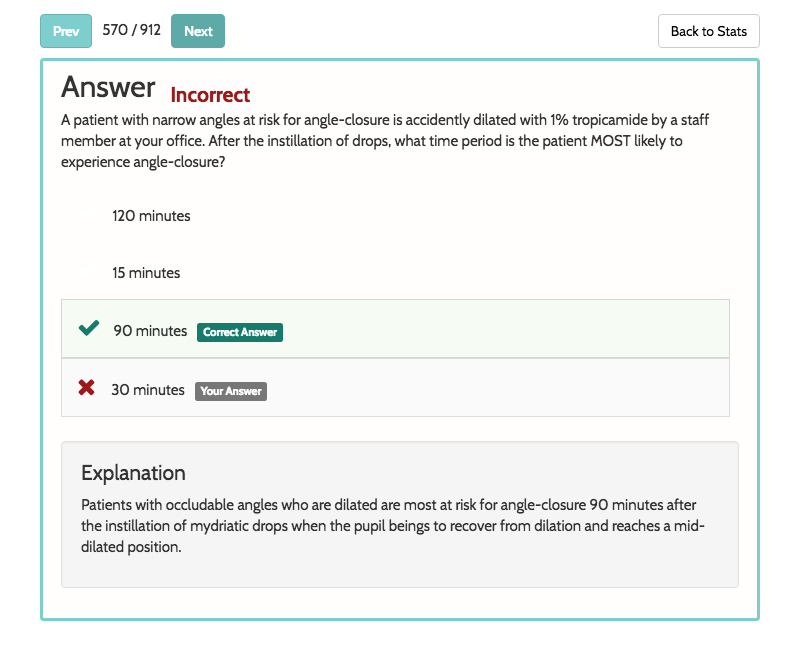 Prev 570 / 912 Next Back to Stats
Answer Incorrect
A patient with narrow angles at risk for angle-closure is accidently dilated with 1% tropicamide by a staff
member at your office. After the instillation of drops, what time period is the patient MOST likely to
experience angle-closure?
120 minutes
15 minutes
90 minutes Correct Answer
30 minutes Your Answer
Explanation
Patients with occludable angles who are dilated are most at risk for angle-closure 90 minutes after
the instillation of mydriatic drops when the pupil beings to recover from dilation and reaches a mid-
dilated position.